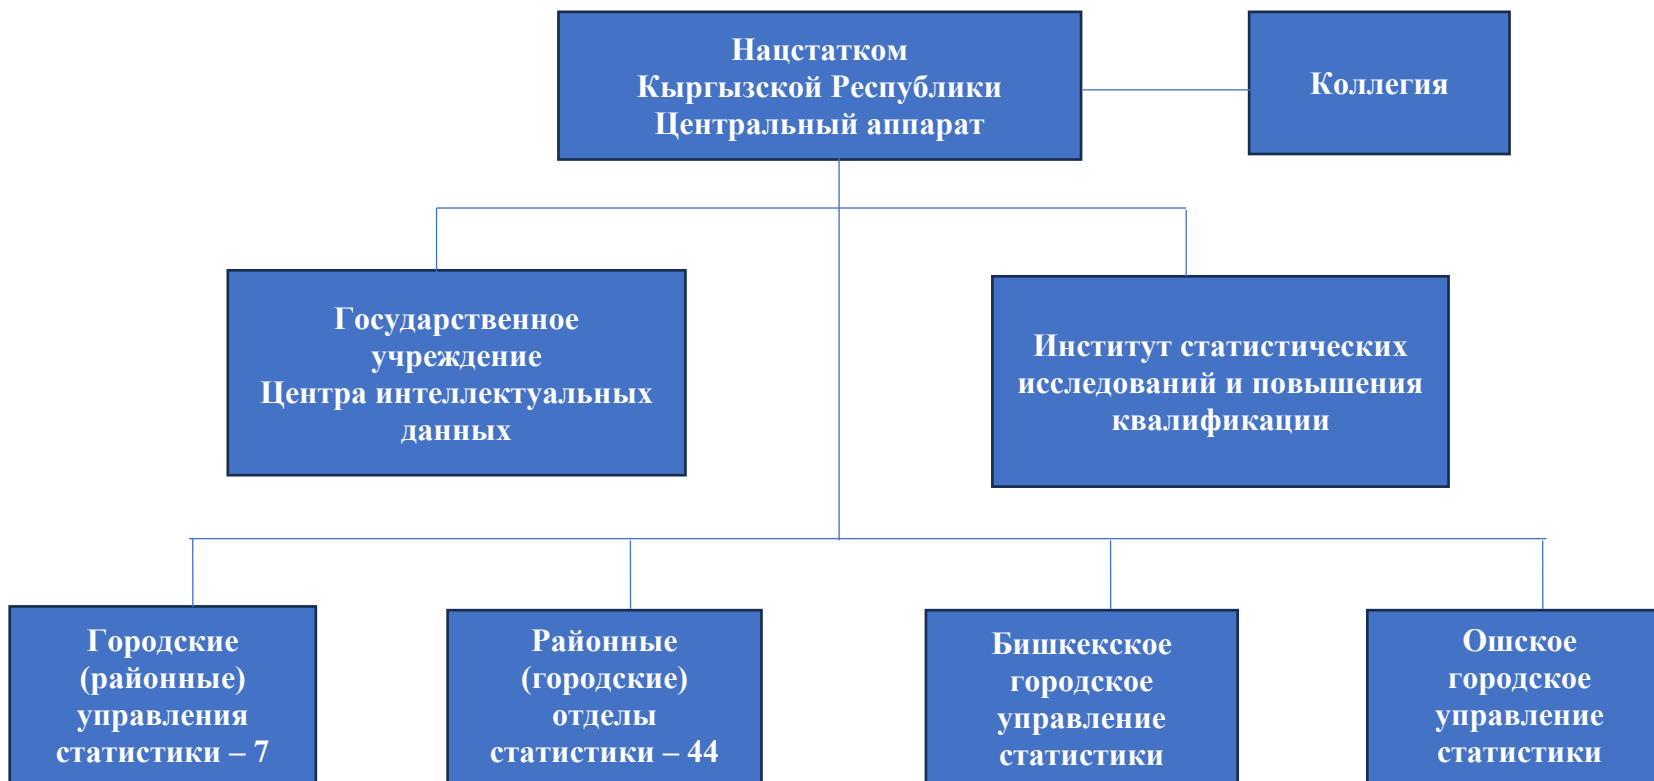 Нацстатком
Кыргызской Республики
Центральный аппарат
Коллегия
Государственное
учреждение
Центра интеллектуальных
данных
Институт статистических
исследований и повышения
квалификации
Городские
(районные)
управления
статистики – 7
Районные
(городские)
отделы
статистики – 44
Бишкекское
городское
управление
статистики
Ошское
городское
управление
статистики